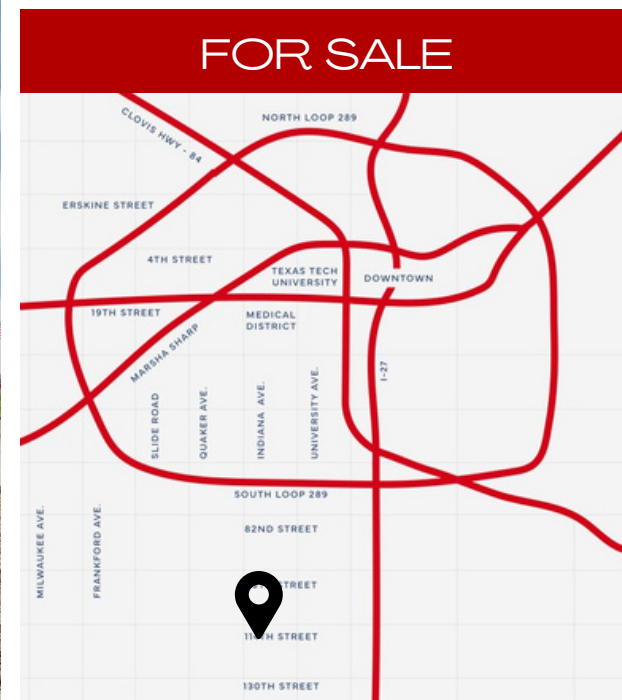 FOR SALE
NORTH LOOP 289
CLOVIS HWY - 84
ERSKINE STREET
4TH STREET
TEXAS TECH
UNIVERSITY
DOWNTOWN
19TH STREET
MEDICAL
DISTRICT
MARSHA SHARP
I-27
SLIDE ROAD
QUAKER AVE.
INDIANA AVE.
UNIVERSITY AVE.
SOUTH LOOP 289
MILWAUKEE AVE.
FRANKFORD AVE.
82ND STREET
STREET
STREET
130TH STREET